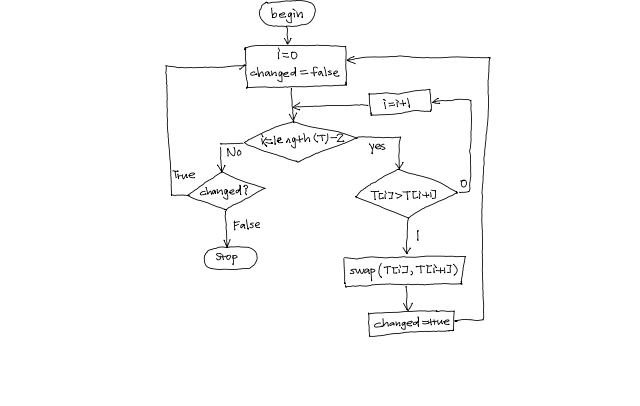 begin
i=0
changed=false
i=i+1
i<=length(T)-2
No
yes
True
changed?
T[i]>T[i+1]
0
False
1
Stop
swap(T[i],T[i+1])
changed=true